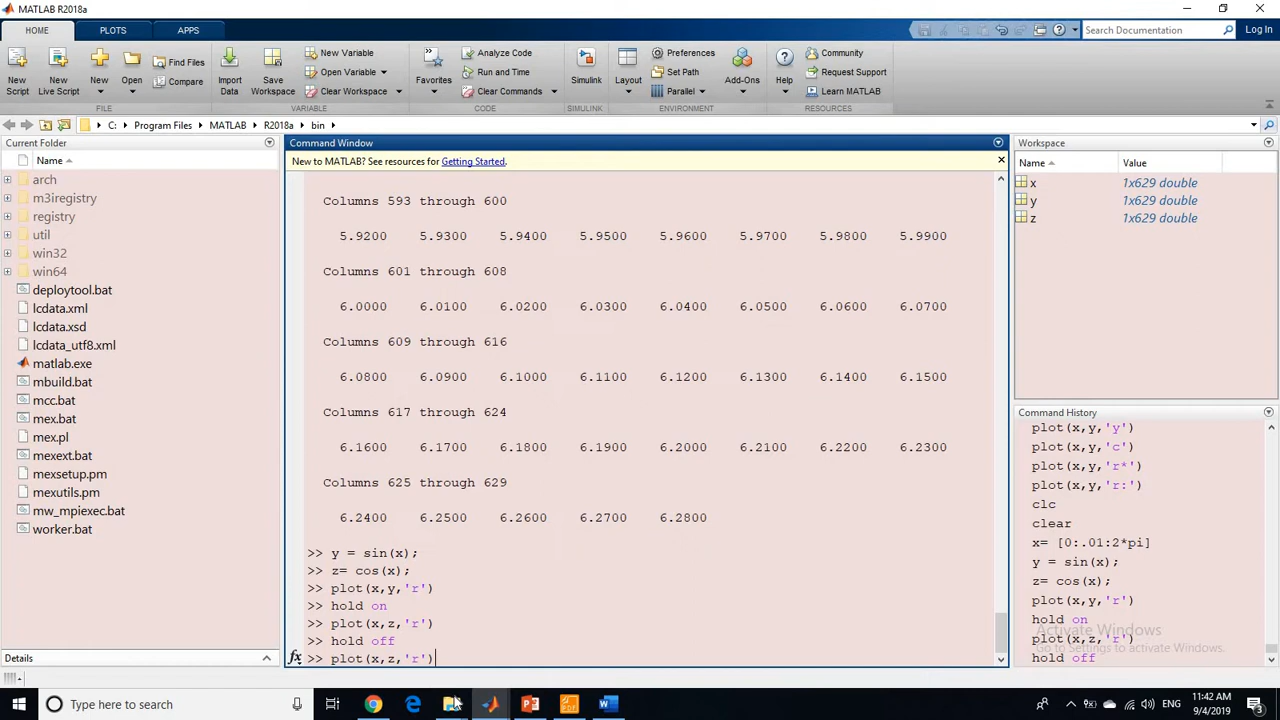 MATLAB R2018a
HOME
PLOTS
APPS
Search Documentation
Log In
New Script
New Live Script
New
Open
Find Files
Compare
Import Data
Save Workspace
New Variable
Open Variable
Clear Workspace
Favorites
Analyze Code
Run and Time
Clear Commands
Simulink
Layout
Preferences
Set Path
Parallel
Add-Ons
Help
Community
Request Support
Learn MATLAB
FILE
VARIABLE
CODE
SIMULINK
ENVIRONMENT
RESOURCES
C: Program Files MATLAB R2018a bin
Current Folder
Name
arch
m3iregistry
registry
util
win32
win64
deploytool.bat
lcdata.xml
lcdata.xsd
lcdata_utf8.xml
matlab.exe
mbuild.bat
mcc.bat
mex.bat
mex.pl
mexext.bat
mexsetup.pm
mexutils.pm
mw_mpiexec.bat
worker.bat
Details
Command Window
New to MATLAB? See resources for Getting Started.
Columns 593 through 600
5.9200 5.9300 5.9400 5.9500 5.9600 5.9700 5.9800 5.9900
Columns 601 through 608
6.0000 6.0100 6.0200 6.0300 6.0400 6.0500 6.0600 6.0700
Columns 609 through 616
6.0800 6.0900 6.1000 6.1100 6.1200 6.1300 6.1400 6.1500
Columns 617 through 624
6.1600 6.1700 6.1800 6.1900 6.2000 6.2100 6.2200 6.2300
Columns 625 through 629
6.2400 6.2500 6.2600 6.2700 6.2800
>> y = sin(x);
>> z= cos(x);
>> plot(x,y,'r')
>> hold on
>> plot(x,z,'r')
>> hold off
fx >> plot(x,z,'r')
Workspace
Name Value
x 1x629 double
y 1x629 double
z 1x629 double
Command History
plot(x,y,'y')
plot(x,y,'c')
plot(x,y,'r*')
plot(x,y,'r:')
clc
clear
x= [0:.01:2*pi]
y = sin(x);
z= cos(x);
plot(x,y,'r')
hold on
plot(x,z,'r')
hold off
Activate Windows
Go to Settings to activate Windows.
Type here to search
ENG
11:42 AM
9/4/2019
3